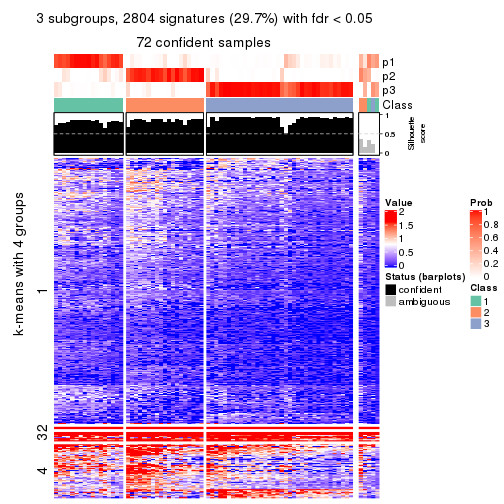 3 subgroups, 2804 signatures (29.7%) with fdr < 0.05
72 confident samples
p1
p2
p3
Class
1
0.5
0
Silhouette
score
k-means with 4 groups
1
3
2
4
Value
2
1.5
1
0.5
0
Status (barplots)
confident
ambiguous
Prob
1
0.8
0.6
0.4
0.2
0
Class
1
2
3